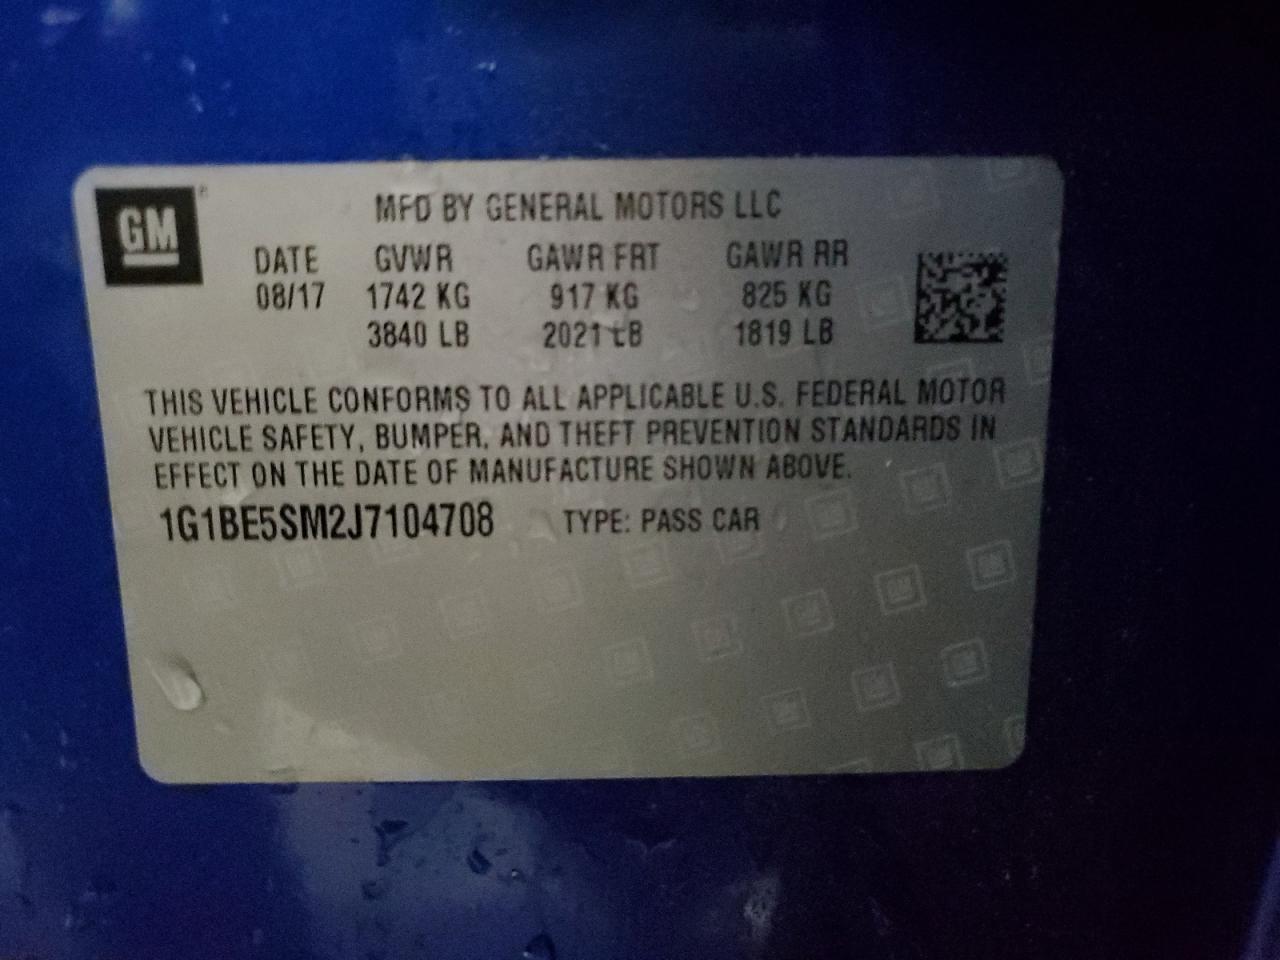 GM
MFD BY GENERAL MOTORS LLC
DATE GVWR GAWR FRT GAWR RR
08/17 1742 KG 917 KG 825 KG
3840 LB 2021 LB 1819 LB
THIS VEHICLE CONFORMS TO ALL APPLICABLE U.S. FEDERAL MOTOR
VEHICLE SAFETY, BUMPER, AND THEFT PREVENTION STANDARDS IN
EFFECT ON THE DATE OF MANUFACTURE SHOWN ABOVE.
1G1BE5SM2J7104708 TYPE: PASS CAR